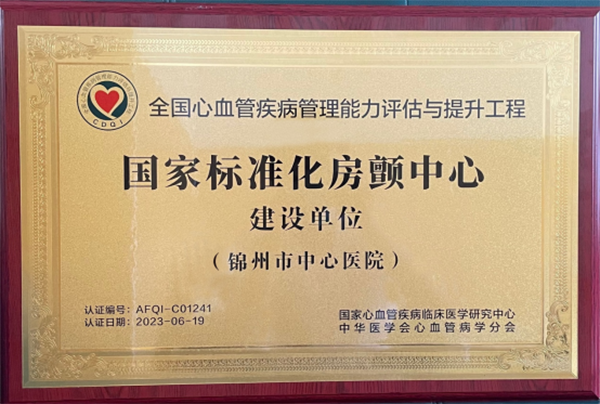 CDQI
全国心血管疾病管理能力评估与提升工程
国家标准化房颤中心
建设单位
（锦州市中心医院）
认证编号：AFQI-C01241
认证日期：2023-06-19
国家心血管疾病临床医学研究中心
中华医学会心血管病学分会